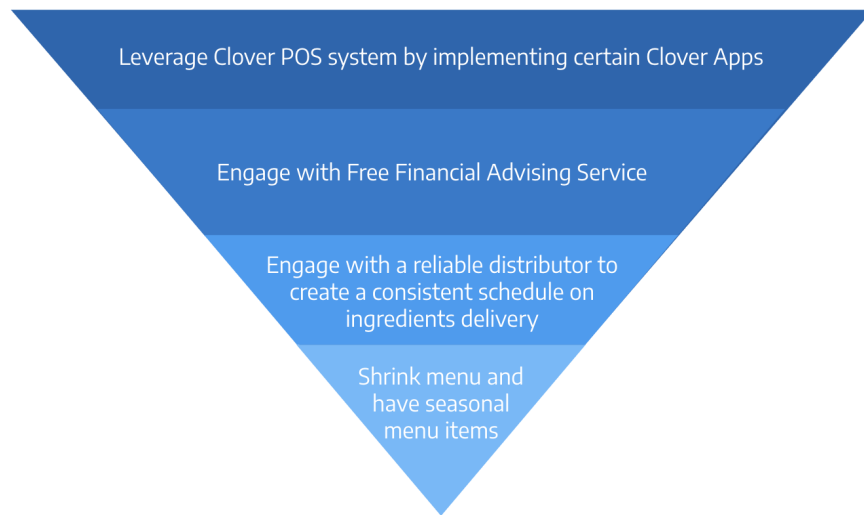 Leverage Clover POS system by implementing certain Clover Apps
Engage with Free Financial Advising Service
Engage with a reliable distributor to
create a consistent schedule on
ingredients delivery
Shrink menu and
have seasonal
menu items